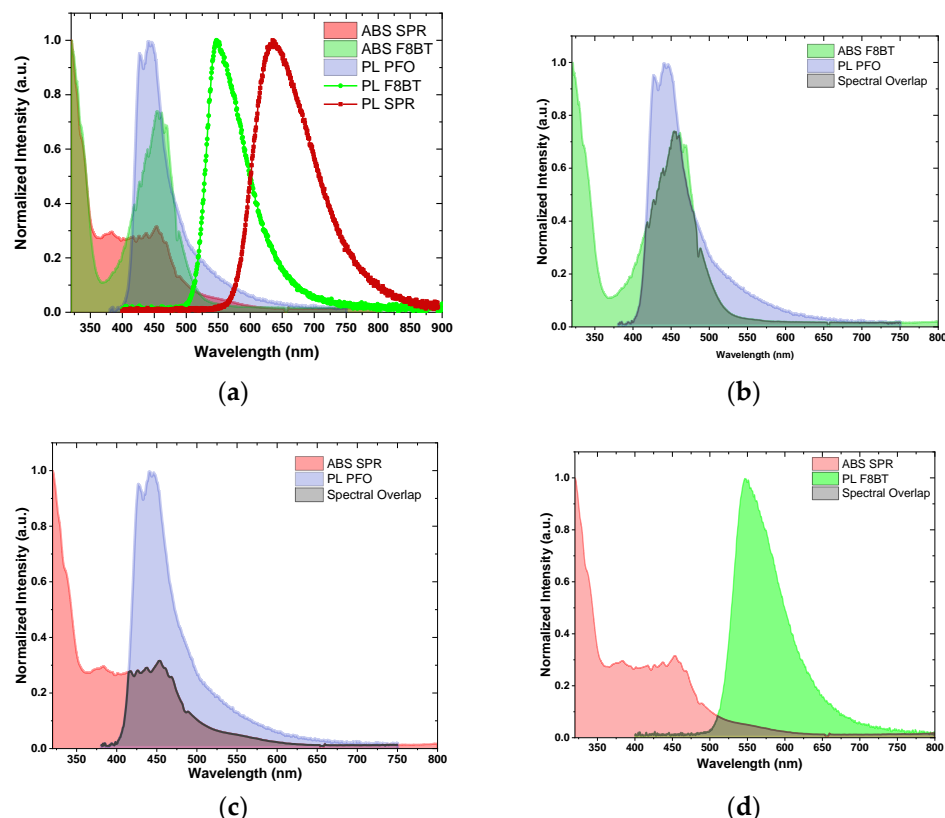 ABS SPR
ABS F8BT
PL PFO
PL F8BT
PL SPR
Normalized Intensity (a.u.)
1.0
0.8
0.6
0.4
0.2
0.0
350 400 450 500 550 600 650 700 750 800 850 900
Wavelength (nm)
(a)
ABS F8BT
PL PFO
Spectral Overlap
Normalized Intensity (a.u.)
1.0
0.8
0.6
0.4
0.2
0.0
350 400 450 500 550 600 650 700 750 800
Wavelength (nm)
(b)
ABS SPR
PL PFO
Spectral Overlap
Normalized Intensity (a.u.)
1.0
0.8
0.6
0.4
0.2
0.0
350 400 450 500 550 600 650 700 750 800
Wavelength (nm)
(c)
ABS SPR
PL F8BT
Spectral Overlap
Normalized Intensity (a.u.)
1.0
0.8
0.6
0.4
0.2
0.0
350 400 450 500 550 600 650 700 750 800
Wavelength (nm)
(d)